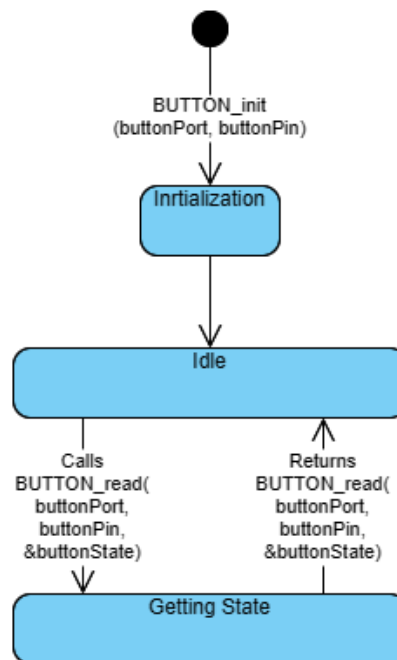 BUTTON_init
(buttonPort, buttonPin)
Inrtialization
Idle
Calls
BUTTON_read(
buttonPort,
buttonPin,
&buttonState)
Returns
BUTTON_read(
buttonPort,
buttonPin,
&buttonState)
Getting State